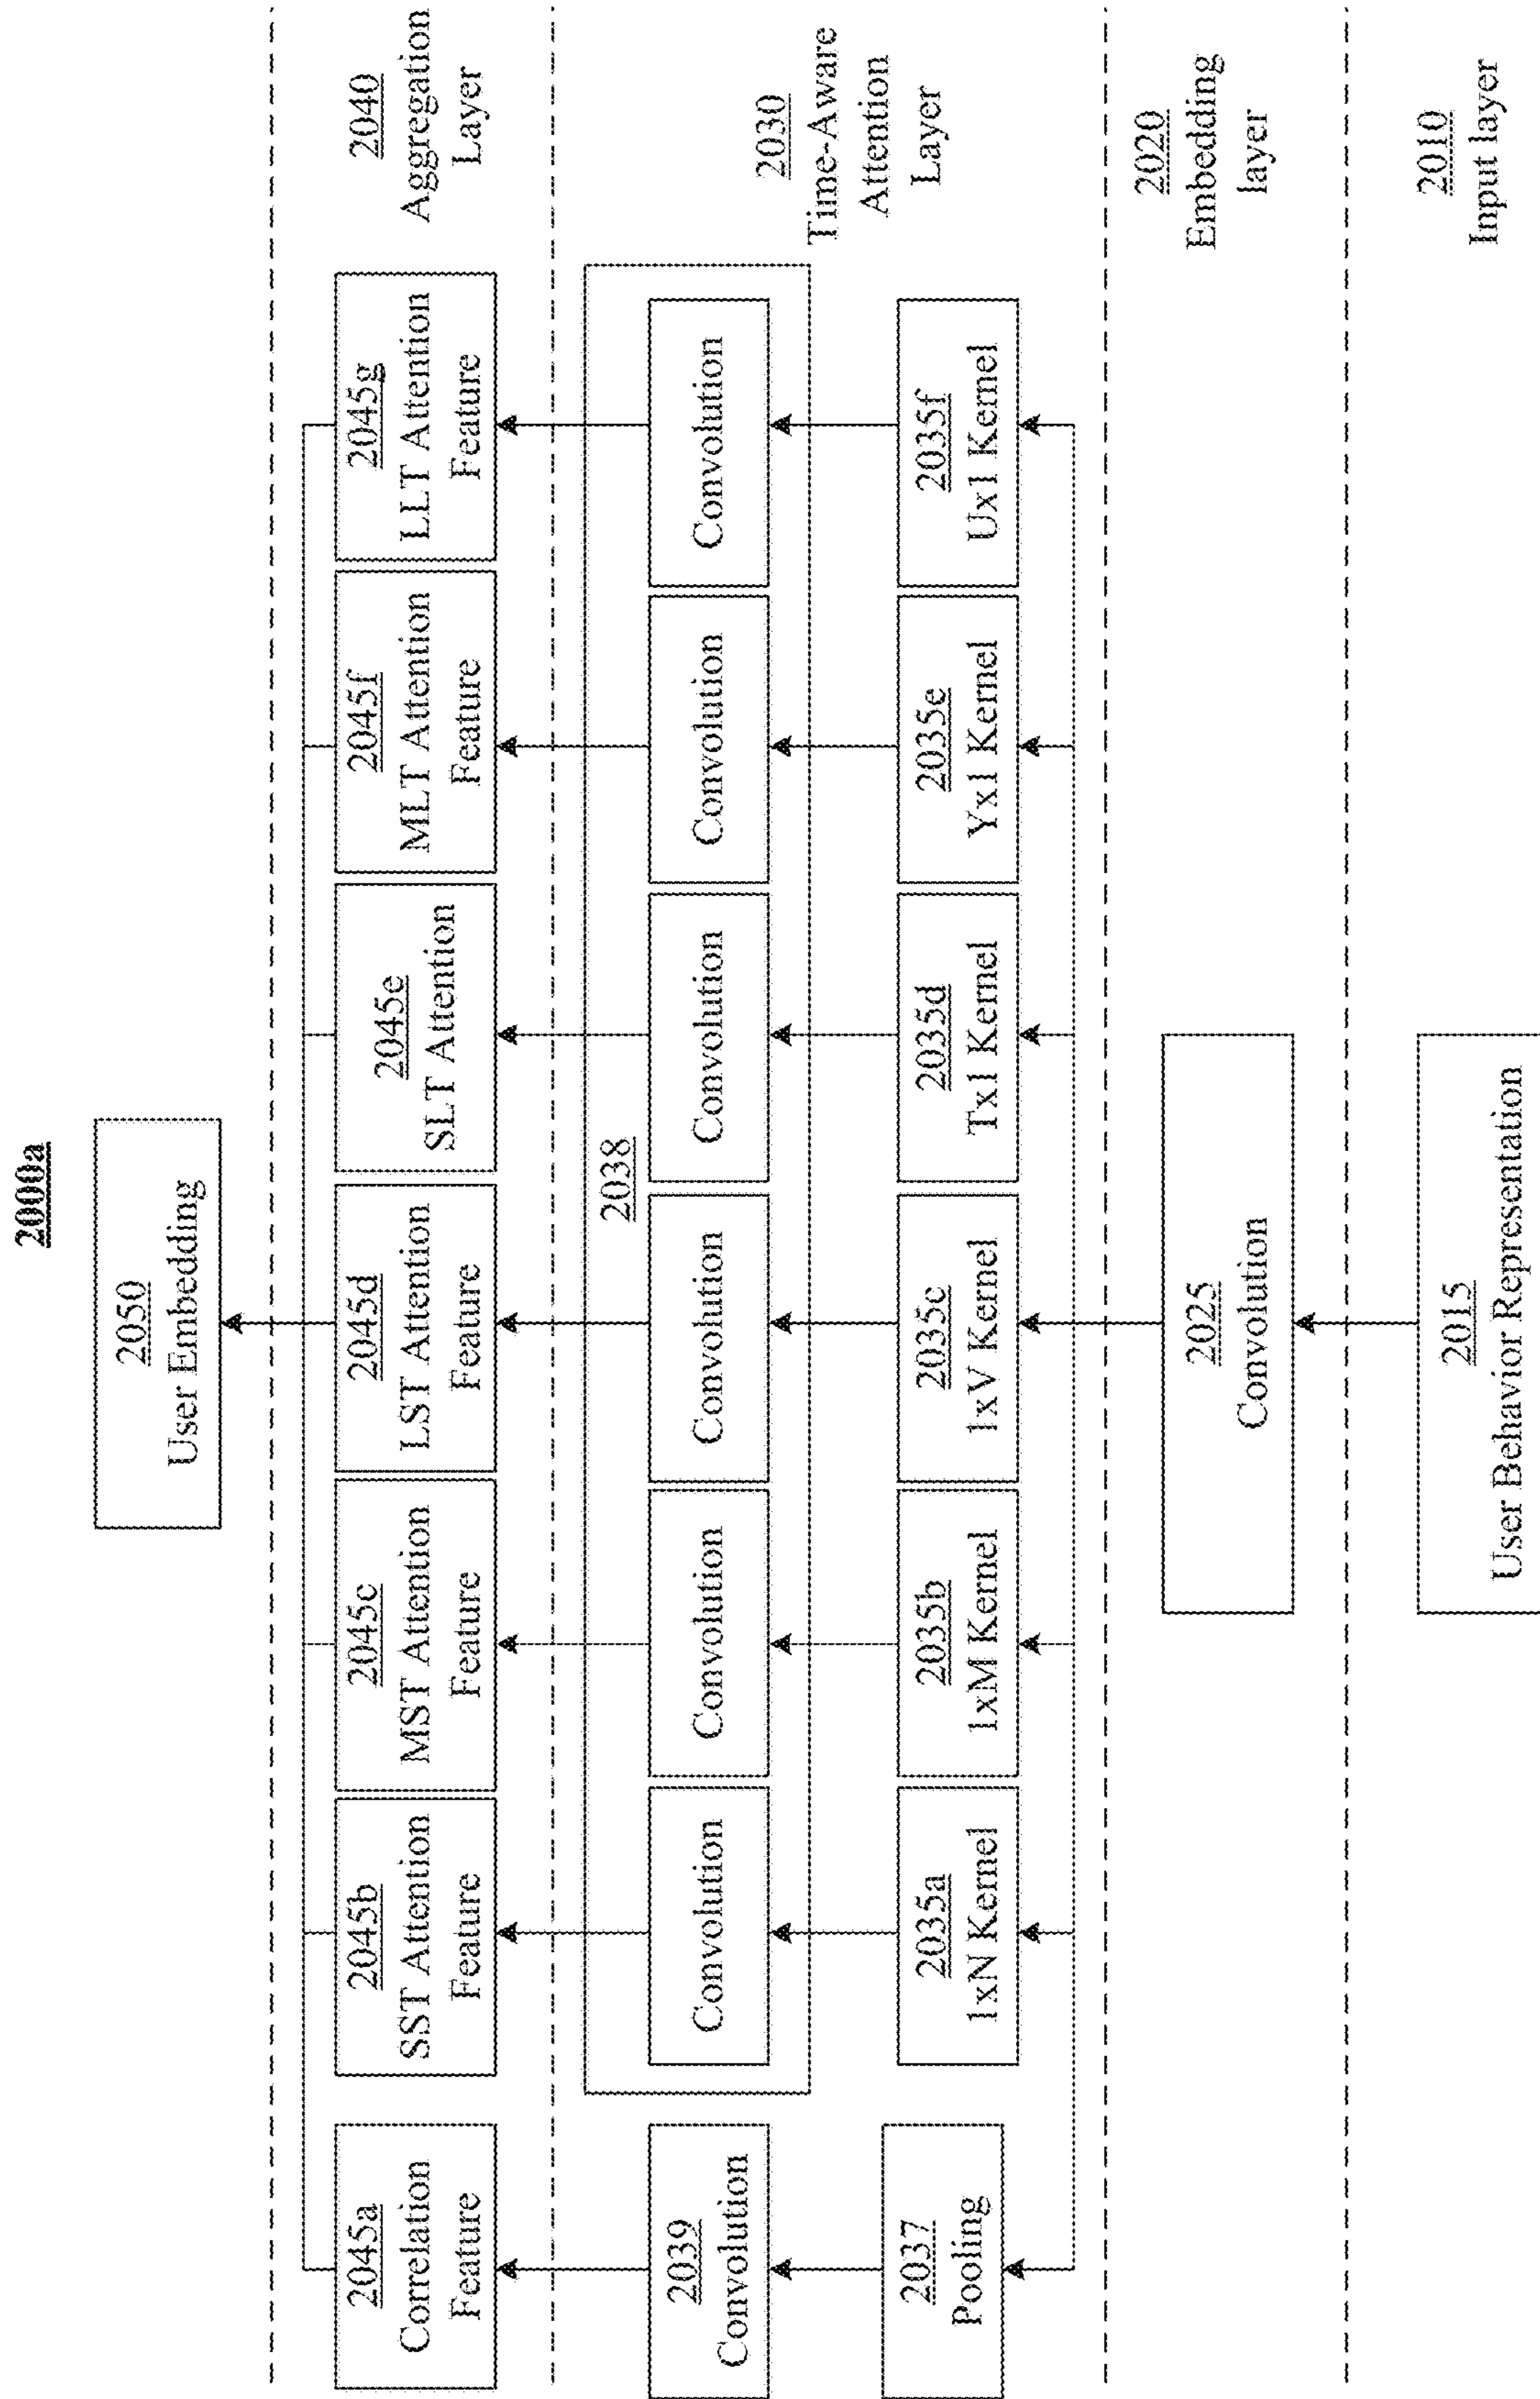 2000a
2050
User Embedding
2040
Aggregation
Layer
2045a
Correlation
Feature
2045b
SST Attention
Feature
2045c
MST Attention
Feature
2045d
LST Attention
Feature
2045e
SLT Attention
2045f
MLT Attention
Feature
2045g
LLT Attention
Feature
2030
Time-Aware
Attention
Layer
2038
2039
Convolution
Convolution
Convolution
Convolution
Convolution
Convolution
Convolution
2037
Pooling
2035a
1xN Kernel
2035b
1xM Kernel
2035c
1xV Kernel
2035d
Tx1 Kernel
2035e
Yx1 Kernel
2035f
Ux1 Kernel
2020
Embedding
layer
2025
Convolution
2010
Input layer
2015
User Behavior Representation